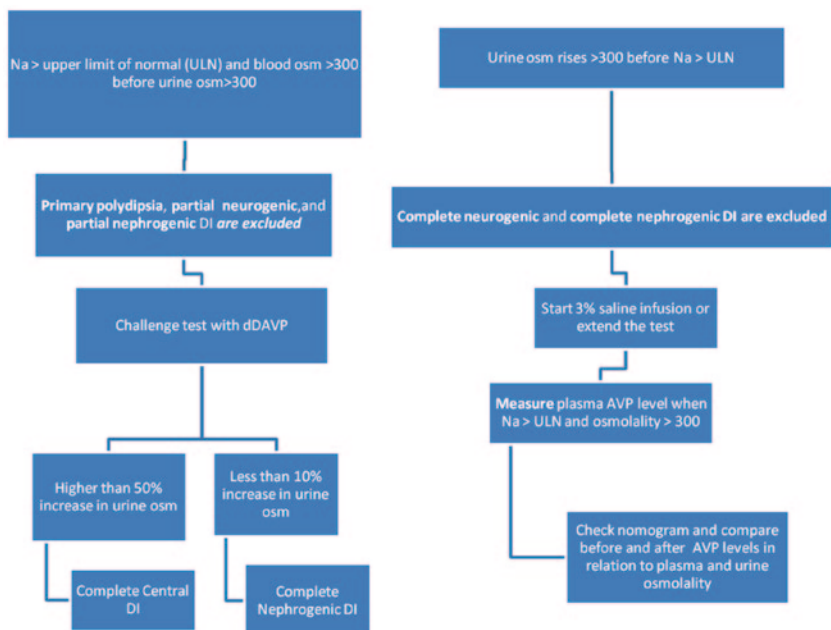 Na > upper limit of normal (ULN) and blood osm >300
before urine osm>300
Primary polydipsia, partial neurogenic,and
partial nephrogenic DI are excluded
Challenge test with dDAVP
Higher than 50%
increase in urine osm
Less than 10%
increase in urine
osm
Complete Central
DI
Complete
Nephrogenic DI
Urine osm rises >300 before Na > ULN
Complete neurogenic and complete nephrogenic DI are excluded
Start 3% saline infusion or
extend the test
Measure plasma AVP level when
Na > ULN and osmolality > 300
Check nomogram and compare
before and after AVP levels in
relation to plasma and urine
osmolality